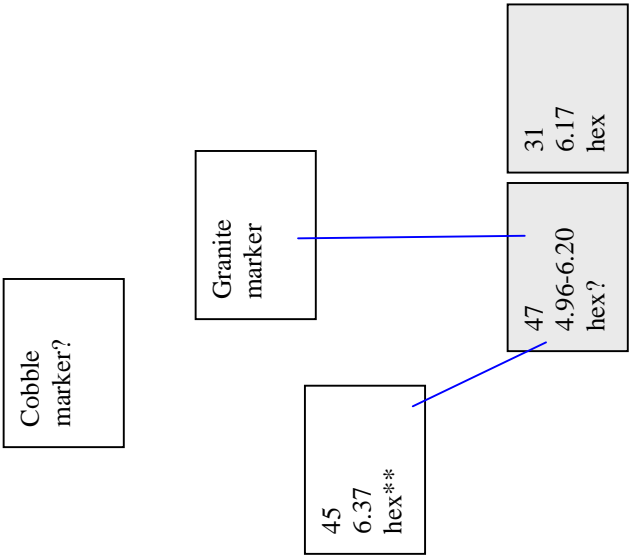 Cobble
marker?
Granite
marker
45
6.37
hex**
47
4.96-6.20
hex?
31
6.17
hex